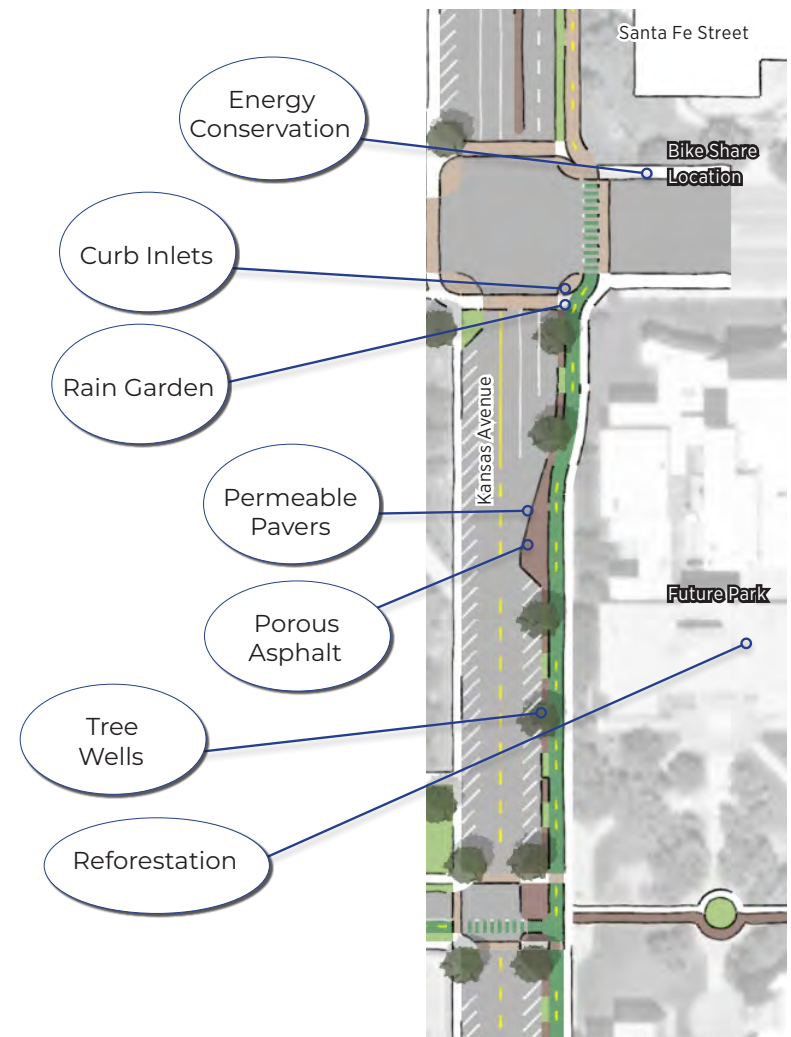 Santa Fe Street
Energy
Conservation
Bike Share
Location
Curb Inlets
Rain Garden
Kansas Avenue
Permeable
Pavers
Porous
Asphalt
Future Park
Tree
Wells
Reforestation